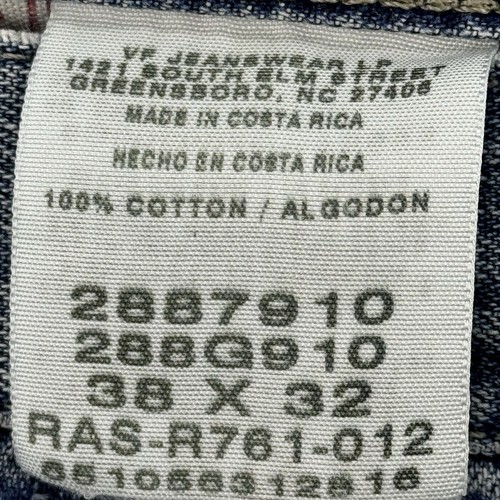 VF JEANSWEAR LP
1421 SOUTH ELM STREET
GREENSBORO, NC 27406
MADE IN COSTA RICA
HECHO EN COSTA RICA
100% COTTON / ALGODON
2887910
288G910
38 X 32
RAS-R761-012